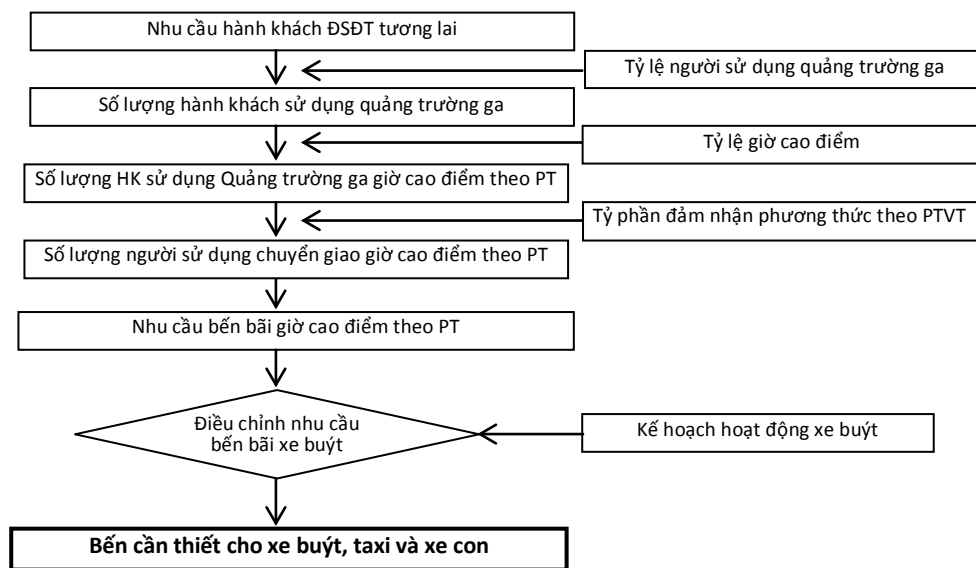 Nhu cầu hành khách ĐSĐT tương lai
Tỷ lệ người sử dụng quảng trường ga
Số lượng hành khách sử dụng quảng trường ga
Tỷ lệ giờ cao điểm
Số lượng HK sử dụng Quảng trường ga giờ cao điểm theo PT
Tỷ phần đảm nhận phương thức theo PTVT
Số lượng người sử dụng chuyển giao giờ cao điểm theo PT
Nhu cầu bến bãi giờ cao điểm theo PT
Điều chỉnh nhu cầu
bến bãi xe buýt
Kế hoạch hoạt động xe buýt
Bến cần thiết cho xe buýt, taxi và xe con